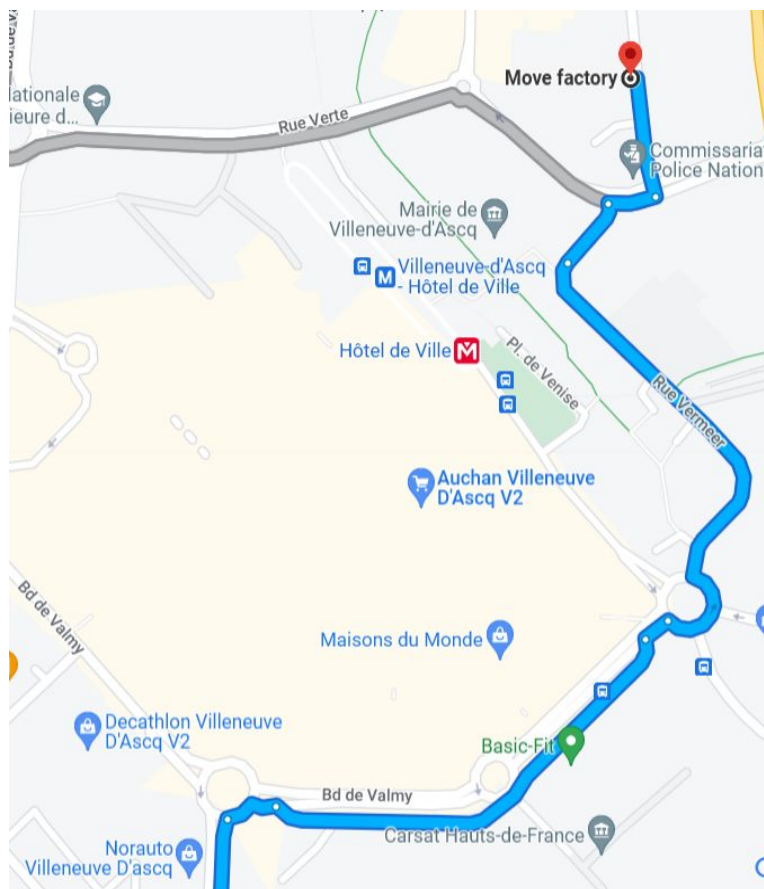 lationale
ieure d...
Rue Verte
Move factory
Commissariat
Police Nation
Mairie de
Villeneuve-d'Ascq
Villeneuve-d'Ascq
- Hôtel de Ville
Hôtel de Ville
Pl. de Venise
Rue Vermeer
Auchan Villeneuve
D'Ascq V2
Bd de Valmy
Maisons du Monde
Decathlon Villeneuve
D'Ascq V2
Basic-Fit
Bd de Valmy
Carsat Hauts-de-France
Norauto
Villeneuve D'ascq